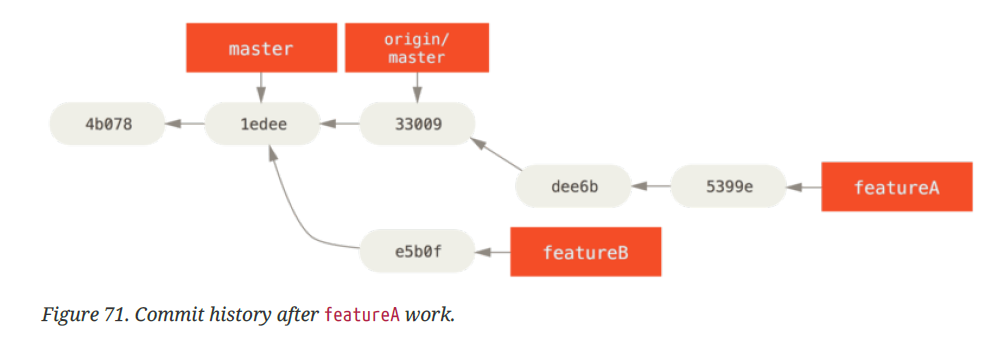 master
origin/
master
4b078
1edee
33009
dee6b
5399e
featureA
e5b0f
featureB
Figure 71. Commit history after featureA work.